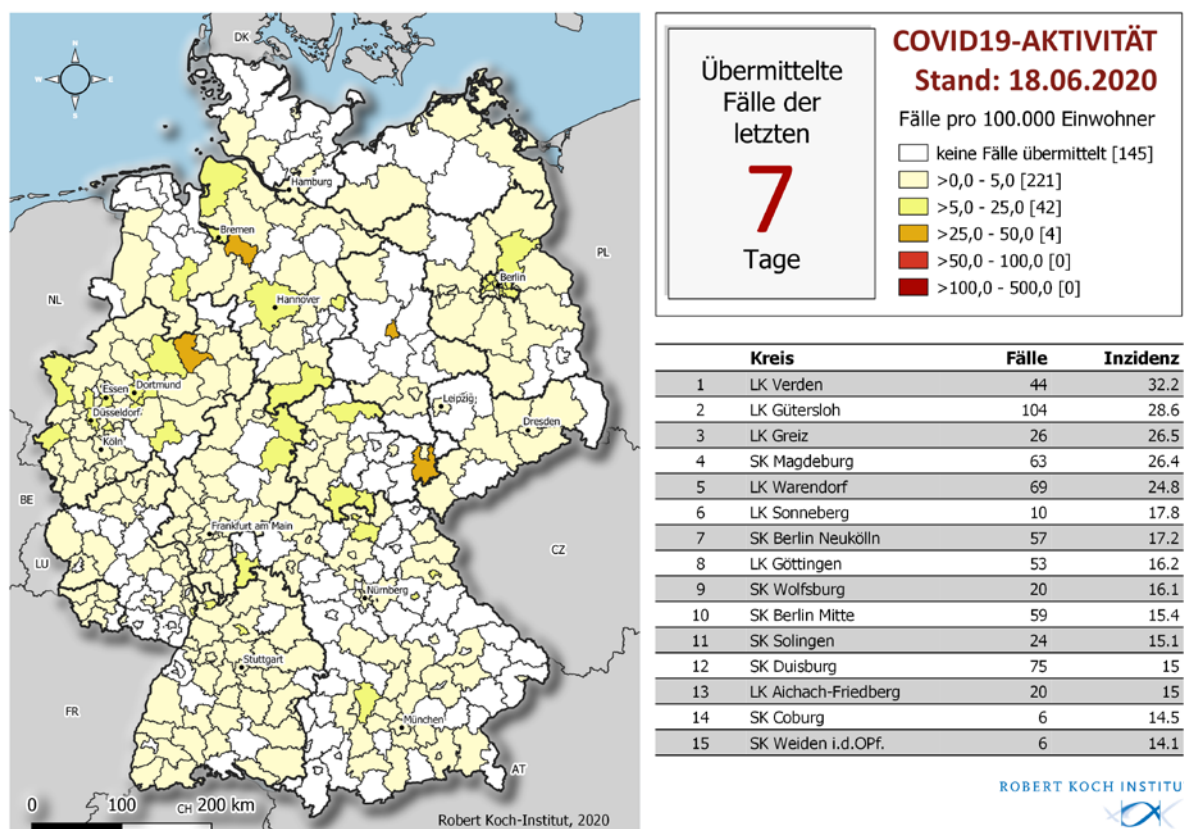 DK
N
W
E
S
Hamburg
Bremen
PL
Berlin
NL
Hannover
Essen
Dortmund
Düsseldorf
Leipzig
Dresden
Köln
BE
Frankfurt am Main
CZ
LU
Nürnberg
Stuttgart
FR
München
AT
0 100 200 km
CH
Robert Koch-Institut, 2020
Übermittelte
Fälle der
letzten
7
Tage
COVID19-AKTIVITÄT
Stand: 18.06.2020
Fälle pro 100.000 Einwohner
keine Fälle übermittelt [145]
>0,0 - 5,0 [221]
>5,0 - 25,0 [42]
>25,0 - 50,0 [4]
>50,0 - 100,0 [0]
>100,0 - 500,0 [0]
Kreis Fälle Inzidenz
1 LK Verden 44 32.2
2 LK Gütersloh 104 28.6
3 LK Greiz 26 26.5
4 SK Magdeburg 63 26.4
5 LK Warendorf 69 24.8
6 LK Sonneberg 10 17.8
7 SK Berlin Neukölln 57 17.2
8 LK Göttingen 53 16.2
9 SK Wolfsburg 20 16.1
10 SK Berlin Mitte 59 15.4
11 SK Solingen 24 15.1
12 SK Duisburg 75 15
13 LK Aichach-Friedberg 20 15
14 SK Coburg 6 14.5
15 SK Weiden i.d.OPf. 6 14.1
ROBERT KOCH INSTITU